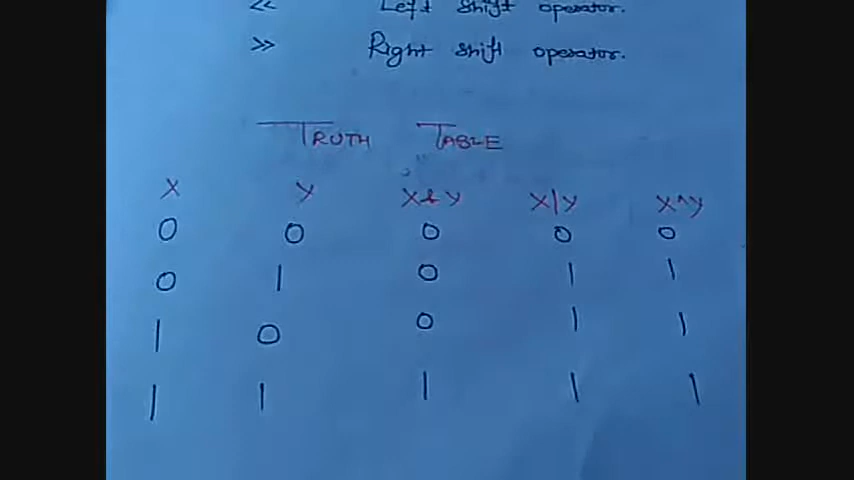 << Left shift operator.
>> Right shift operator.
TRUTH TABLE
X Y X & Y X|Y X^Y
0 0 0 0 0
0 1 0 1 1
1 0 0 1 1
1 1 1 1 1